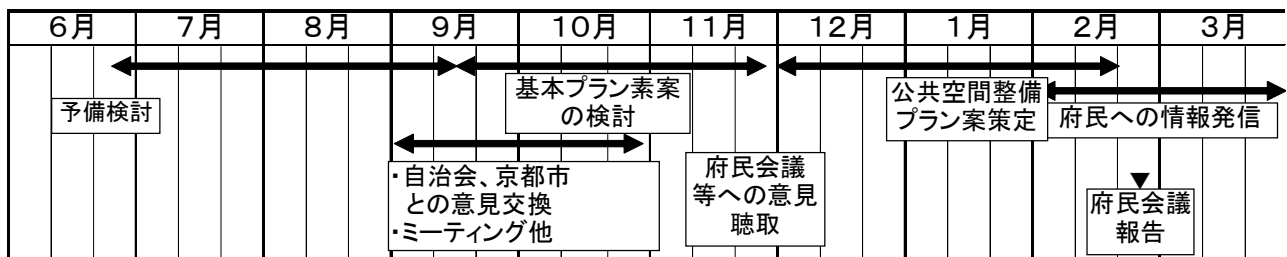 6月 7月 8月 9月 10月 11月 12月 1月 2月 3月
予備検討
基本プラン素案
の検討
・自治会、京都市
との意見交換
・ミーティング他
府民会議
等への意見
聴取
公共空間整備
プラン案策定
府民への情報発信
▼
府民会議
報告